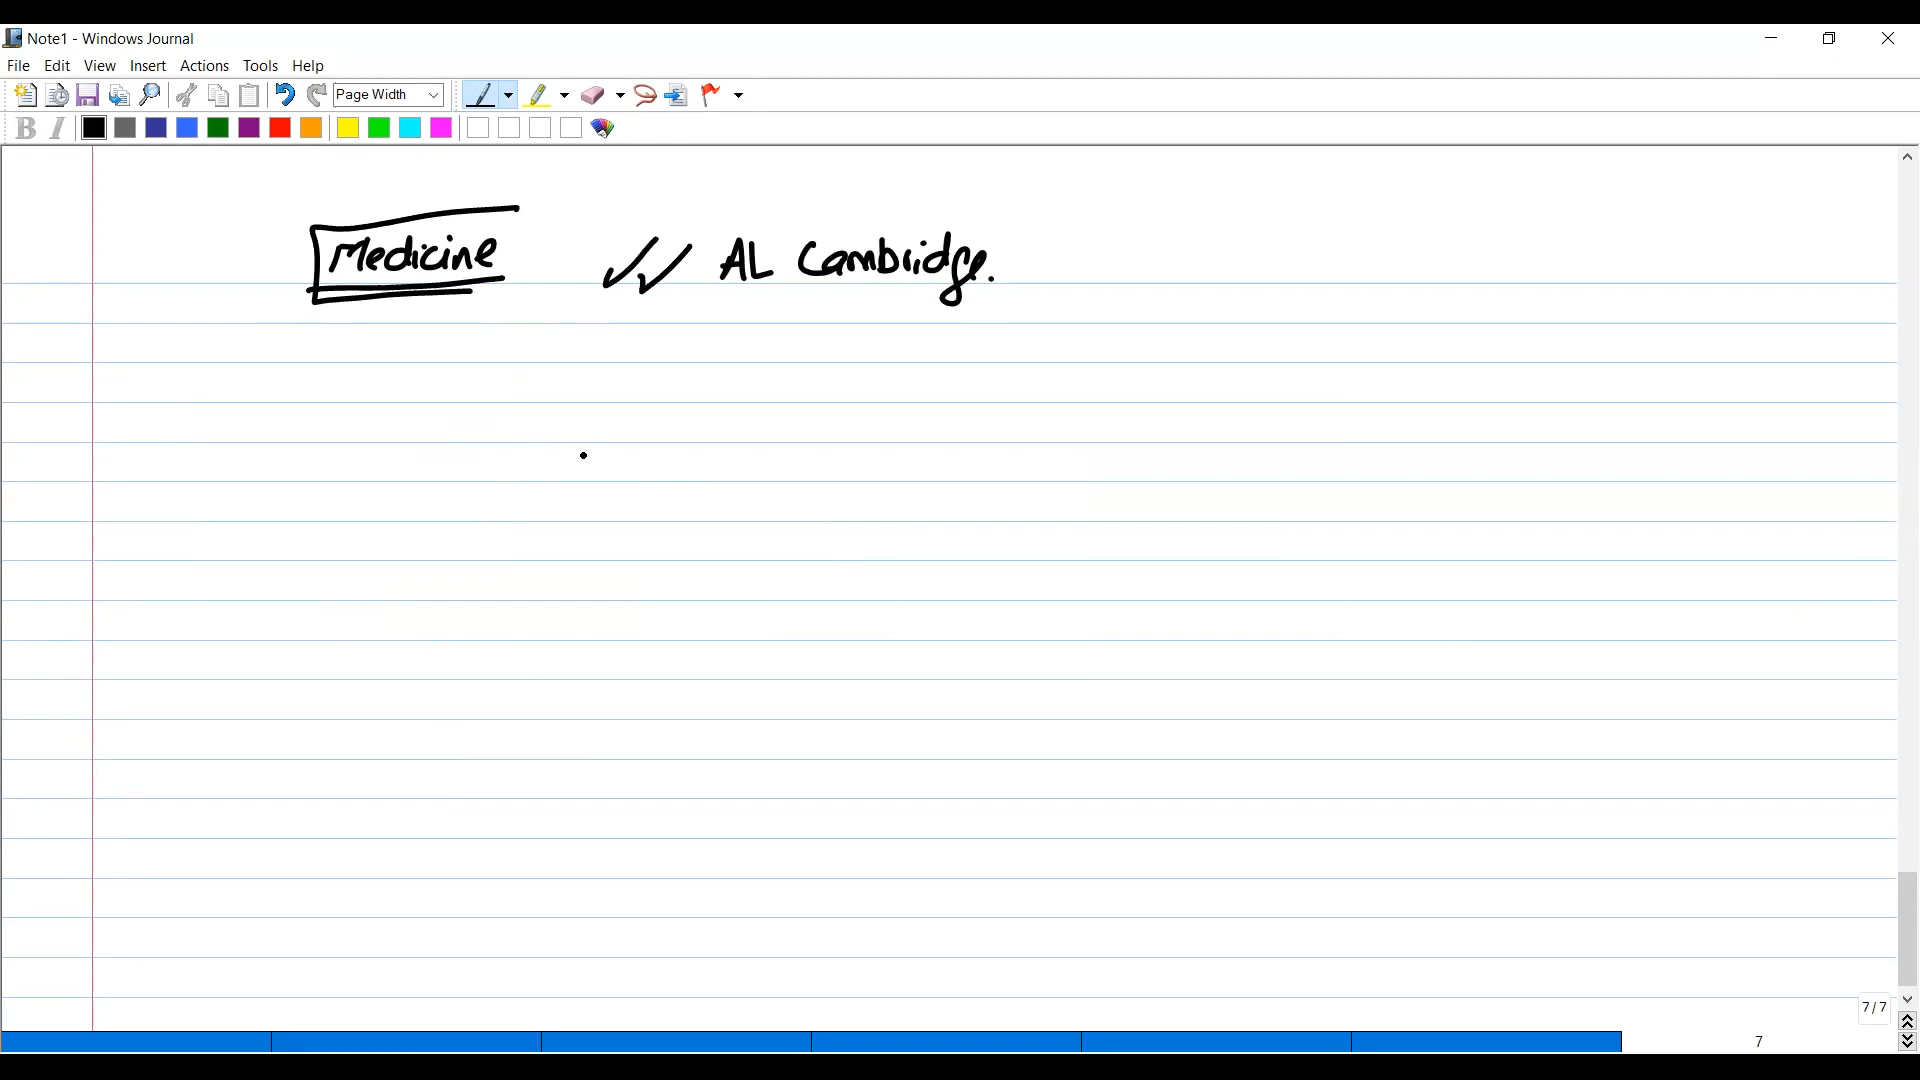 Note1 - Windows Journal
File Edit View Insert Actions Tools Help
Page Width
B I
Medicine AL Cambridge.
7/7
7